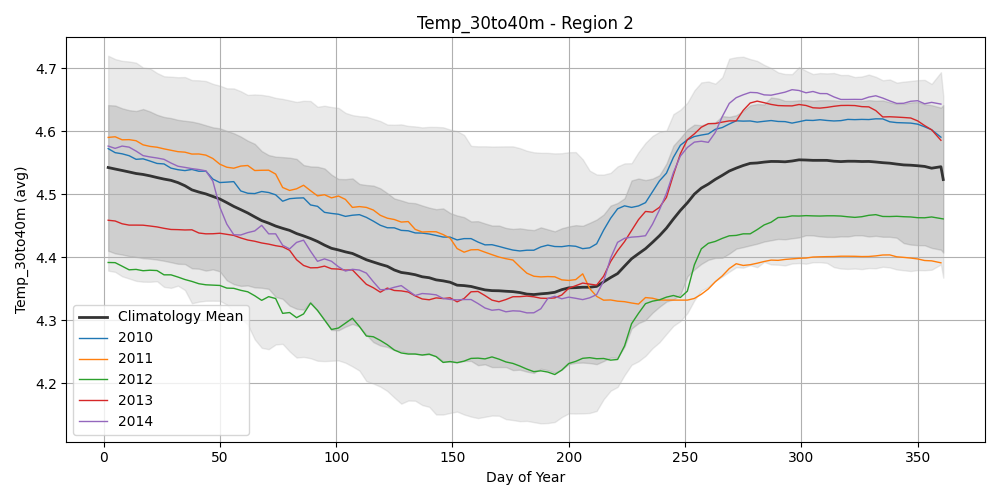 Temp_30to40m - Region 2
Temp_30to40m (avg)
4.7
4.6
4.5
4.4
4.3
4.2
Climatology Mean
2010
2011
2012
2013
2014
0 50 100 150 200 250 300 350
Day of Year